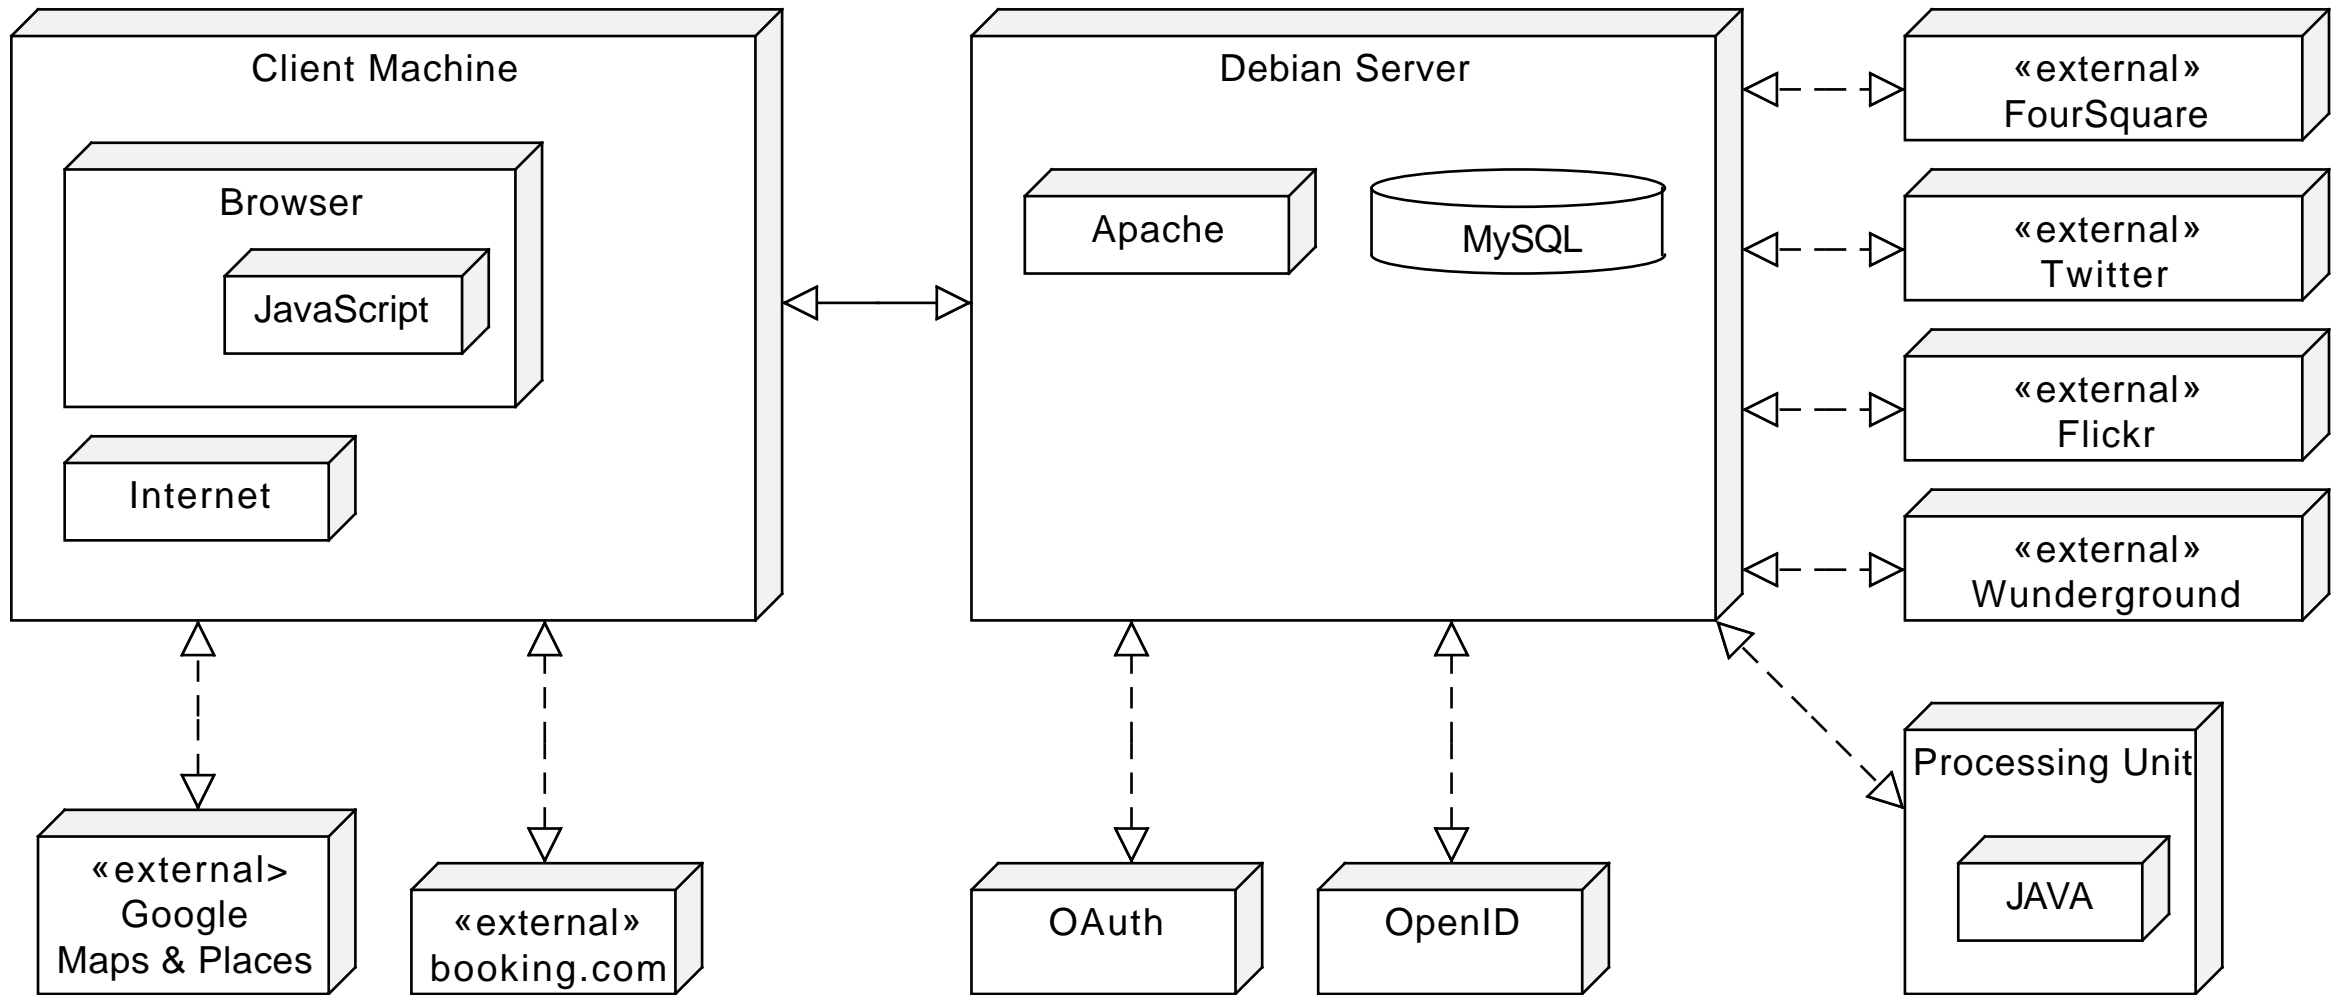 Client Machine
Browser
JavaScript
Internet
Debian Server
Apache
MySQL
«external»
FourSquare
«external»
Twitter
«external»
Flickr
«external»
Wunderground
«external>
Google
Maps & Places
«external»
booking.com
OAuth
OpenID
Processing Unit
JAVA